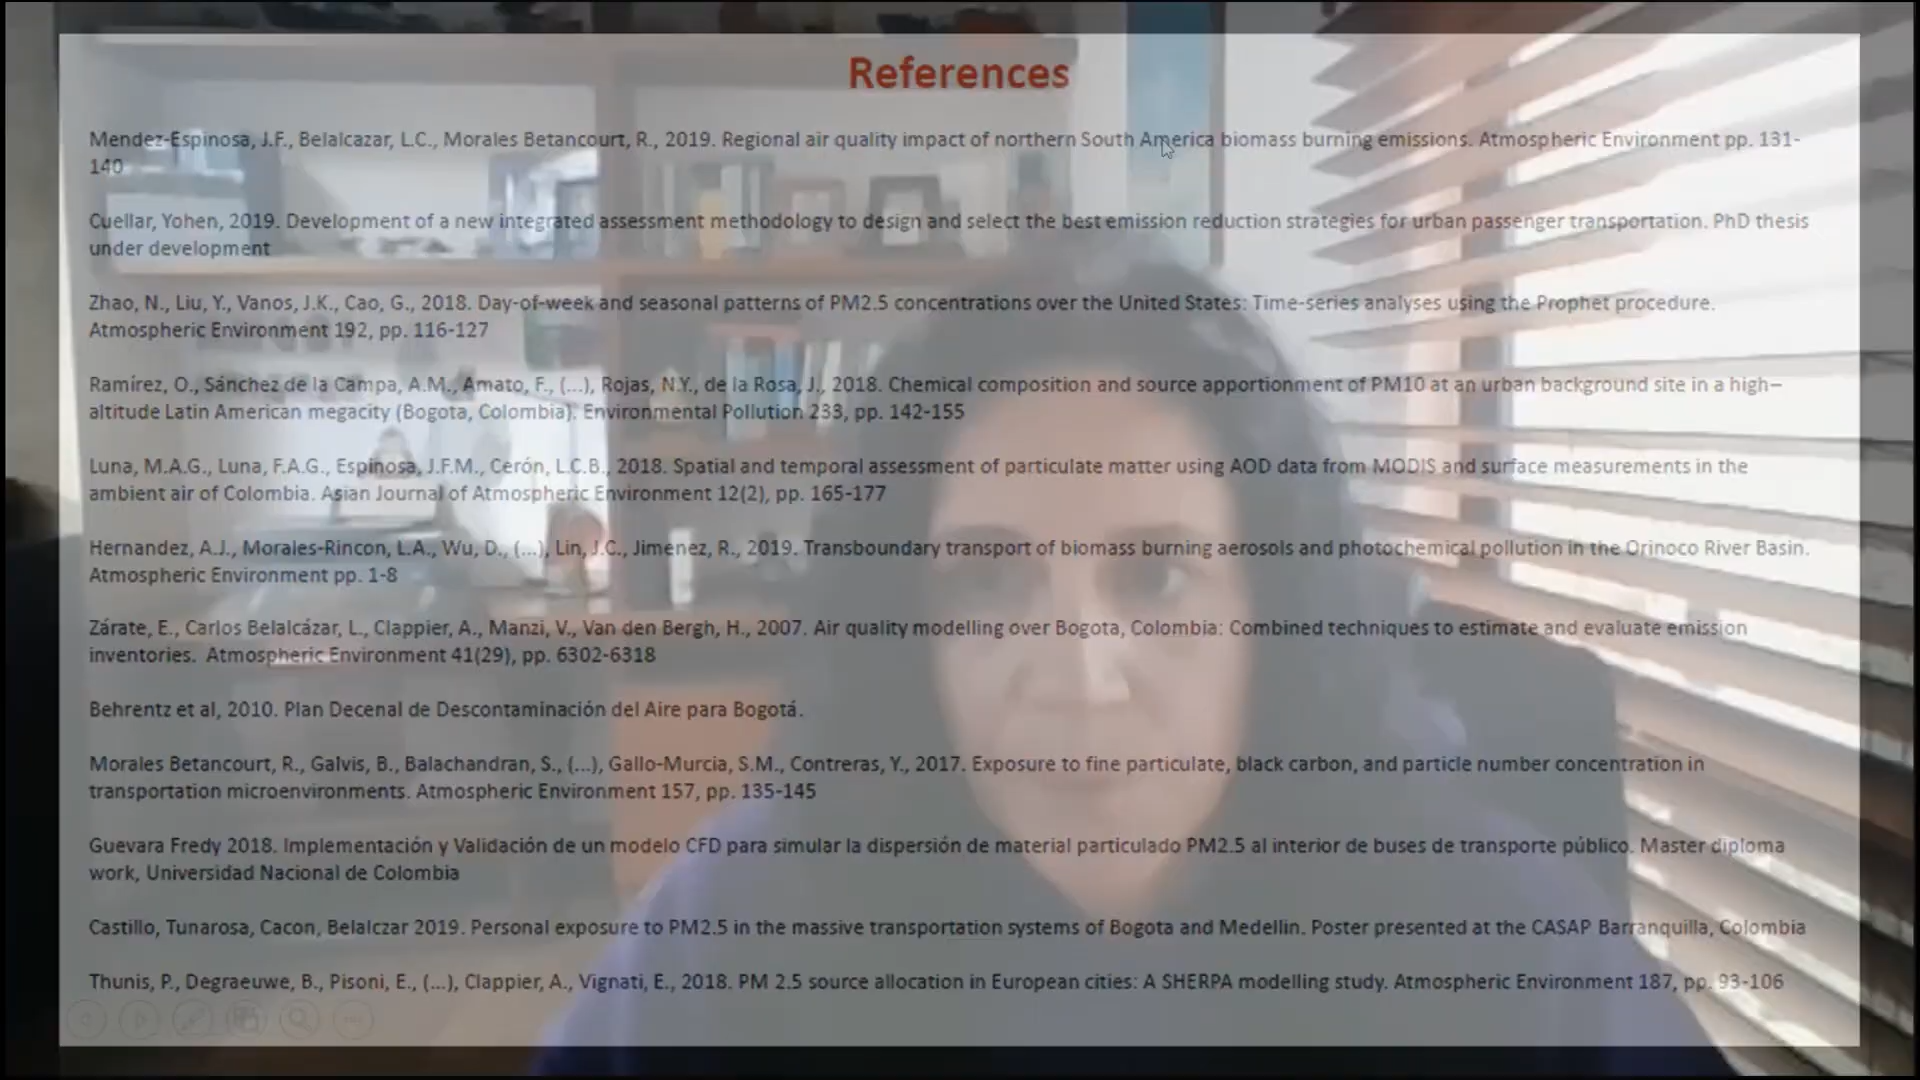 References
Mendez-Espinosa, J.F., Belalcazar, L.C., Morales Betancourt, R., 2019. Regional air quality impact of northern South America biomass burning emissions. Atmospheric Environment pp. 131-
140
Cuellar, Yohen, 2019. Development of a new integrated assessment methodology to design and select the best emission reduction strategies for urban passenger transportation. PhD thesis
under development
Zhao, N., Liu, Y., Vanos, J.K., Cao, G., 2018. Day-of-week and seasonal patterns of PM2.5 concentrations over the United States: Time-series analyses using the Prophet procedure.
Atmospheric Environment 192, pp. 116-127
Ramírez, O., Sánchez de la Campa, A.M., Amato, F., (...), Rojas, N.Y., de la Rosa, J., 2018. Chemical composition and source apportionment of PM10 at an urban background site in a high–
altitude Latin American megacity (Bogota, Colombia). Environmental Pollution 233, pp. 142-155
Luna, M.A.G., Luna, F.A.G., Espinosa, J.F.M., Cerón, L.C.B., 2018. Spatial and temporal assessment of particulate matter using AOD data from MODIS and surface measurements in the
ambient air of Colombia. Asian Journal of Atmospheric Environment 12(2), pp. 165-177
Hernandez, A.J., Morales-Rincon, L.A., Wu, D., (...), Lin, J.C., Jimenez, R., 2019. Transboundary transport of biomass burning aerosols and photochemical pollution in the Orinoco River Basin.
Atmospheric Environment pp. 1-8
Zárate, E., Carlos Belalcázar, L., Clappier, A., Manzi, V., Van den Bergh, H., 2007. Air quality modelling over Bogota, Colombia: Combined techniques to estimate and evaluate emission
inventories. Atmospheric Environment 41(29), pp. 6302-6318
Behrentz et al, 2010. Plan Decenal de Descontaminación del Aire para Bogotá.
Morales Betancourt, R., Galvis, B., Balachandran, S., (...), Gallo-Murcia, S.M., Contreras, Y., 2017. Exposure to fine particulate, black carbon, and particle number concentration in
transportation microenvironments. Atmospheric Environment 157, pp. 135-145
Guevara Fredy 2018. Implementación y Validación de un modelo CFD para simular la dispersión de material particulado PM2.5 al interior de buses de transporte público. Master diploma
work, Universidad Nacional de Colombia
Castillo, Tunarosa, Cacon, Belalczar 2019. Personal exposure to PM2.5 in the massive transportation systems of Bogota and Medellin. Poster presented at the CASAP Barranquilla, Colombia
Thunis, P., Degraeuwe, B., Pisoni, E., (...), Clappier, A., Vignati, E., 2018. PM 2.5 source allocation in European cities: A SHERPA modelling study. Atmospheric Environment 187, pp. 93-106